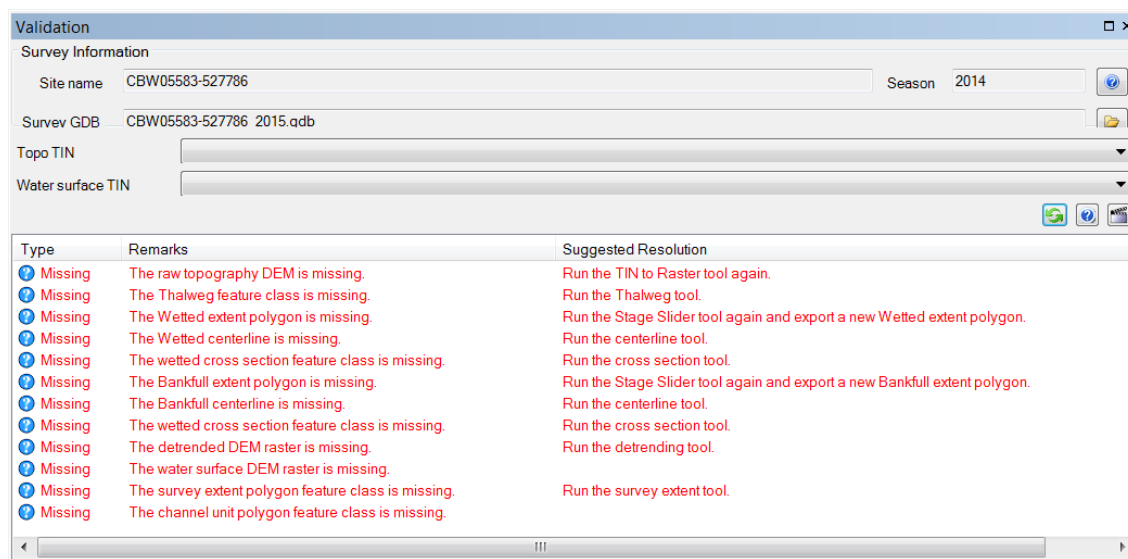 Validation
Survey Information
Site name CBW05583-527786 Season 2014
Survey GDB CBW05583-527786 2015.gdb
Topo TIN
Water surface TIN
Type Remarks Suggested Resolution
Missing The raw topography DEM is missing. Run the TIN to Raster tool again.
Missing The Thalweg feature class is missing. Run the Thalweg tool.
Missing The Wetted extent polygon is missing. Run the Stage Slider tool again and export a new Wetted extent polygon.
Missing The Wetted centerline is missing. Run the centerline tool.
Missing The wetted cross section feature class is missing. Run the cross section tool.
Missing The Bankfull extent polygon is missing. Run the Stage Slider tool again and export a new Bankfull extent polygon.
Missing The Bankfull centerline is missing. Run the centerline tool.
Missing The wetted cross section feature class is missing. Run the cross section tool.
Missing The detrended DEM raster is missing. Run the detrending tool.
Missing The water surface DEM raster is missing.
Missing The survey extent polygon feature class is missing. Run the survey extent tool.
Missing The channel unit polygon feature class is missing.